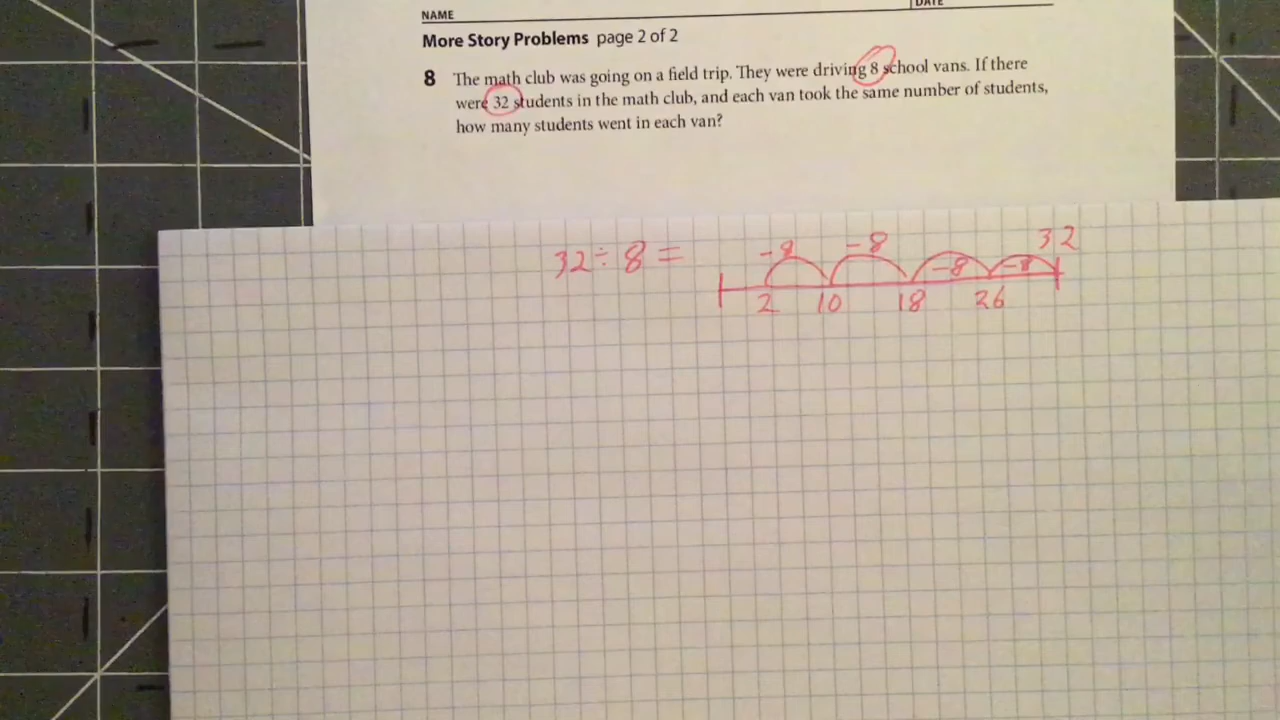 NAME
DATE
More Story Problems page 2 of 2
8 The math club was going on a field trip. They were driving 8 school vans. If there
were 32 students in the math club, and each van took the same number of students,
how many students went in each van?
32 ÷ 8 =
-8 -8 -8 -8 32
2 10 18 26